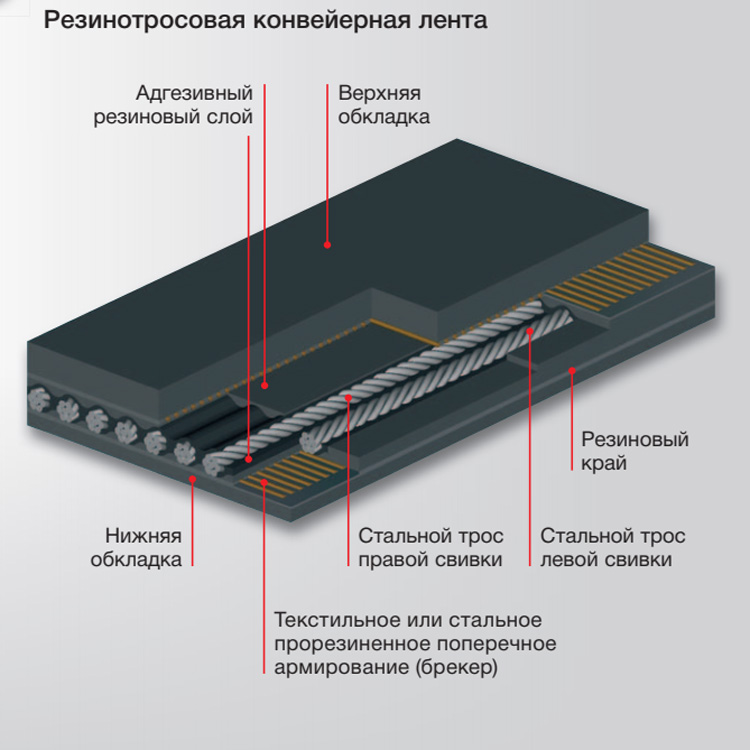 Резинотросовая конвейерная лента
Адгезивный
резиновый слой
Верхняя
обкладка
Резиновый
край
Нижняя
обкладка
Стальной трос
правой свивки
Стальной трос
левой свивки
Текстильное или стальное
прорезиненное поперечное
армирование (брекер)